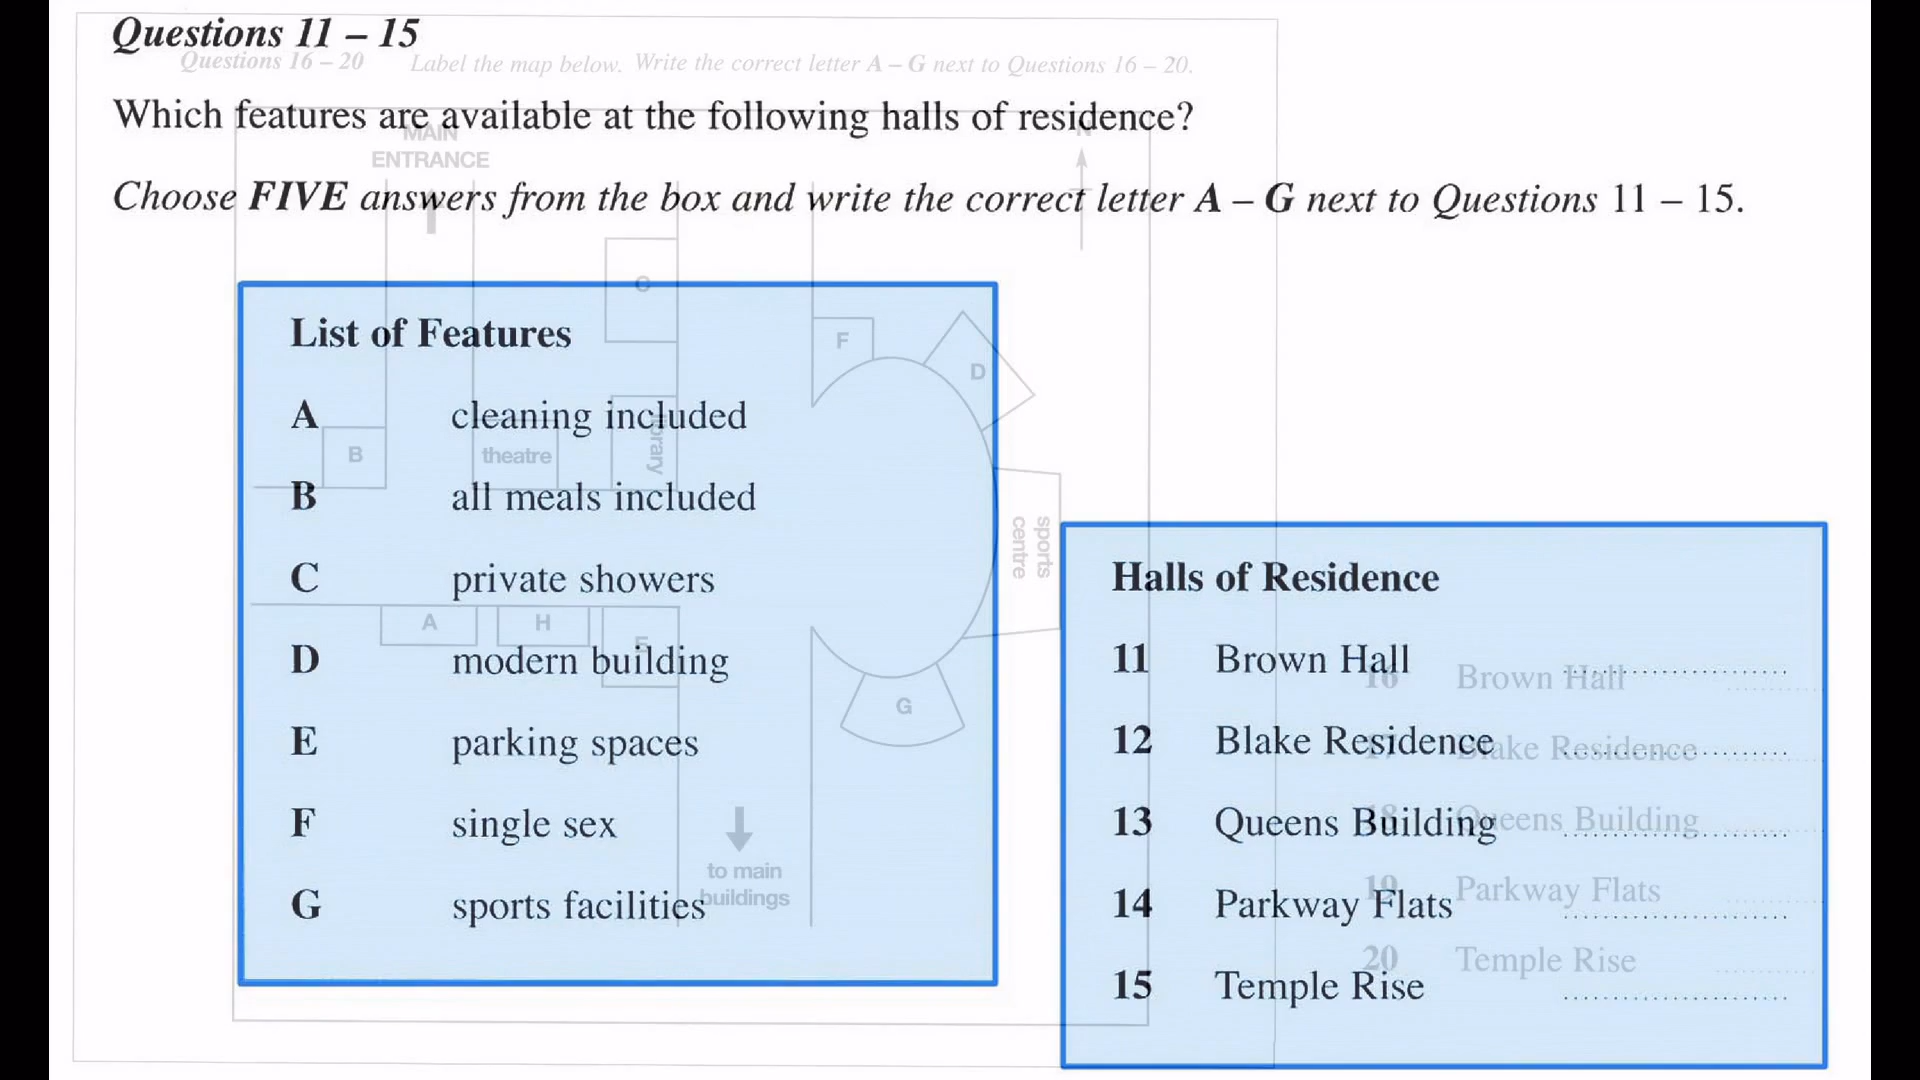 Questions 11 – 15
Questions 16 – 20 Label the map below. Write the correct letter A – G next to Questions 16 – 20.
Which features are available at the following halls of residence?
MAIN
ENTRANCE
N
Choose FIVE answers from the box and write the correct letter A – G next to Questions 11 – 15.
C
List of Features
F
D
A cleaning included
B
theatre
library
B all meals included
sports
centre
C private showers
Halls of Residence
A
H
E
D modern building
11 Brown Hall ........................
16 Brown Hall
G
E parking spaces
12 Blake Residence ........................
17 Blake Residence
F single sex
13 Queens Building ........................
18 Queens Building
to main
buildings
G sports facilities
14 Parkway Flats ........................
19 Parkway Flats
20 Temple Rise
15 Temple Rise ........................